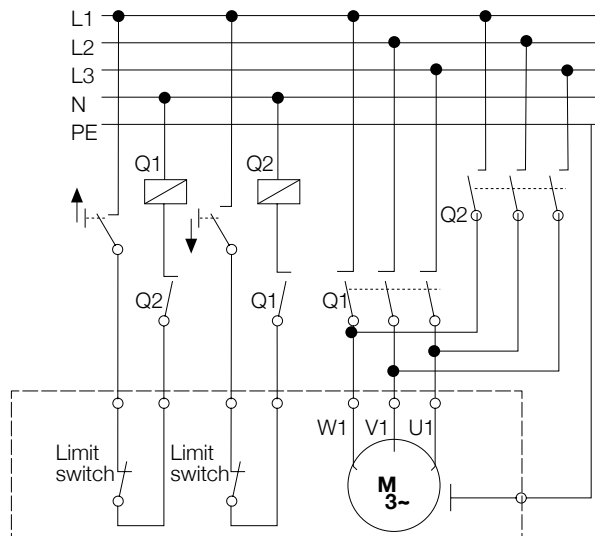 L1
L2
L3
N
PE
Q1
Q2
Q2
Q2
Q1
Q1
W1
V1
U1
Limit
switch
Limit
switch
M
3~